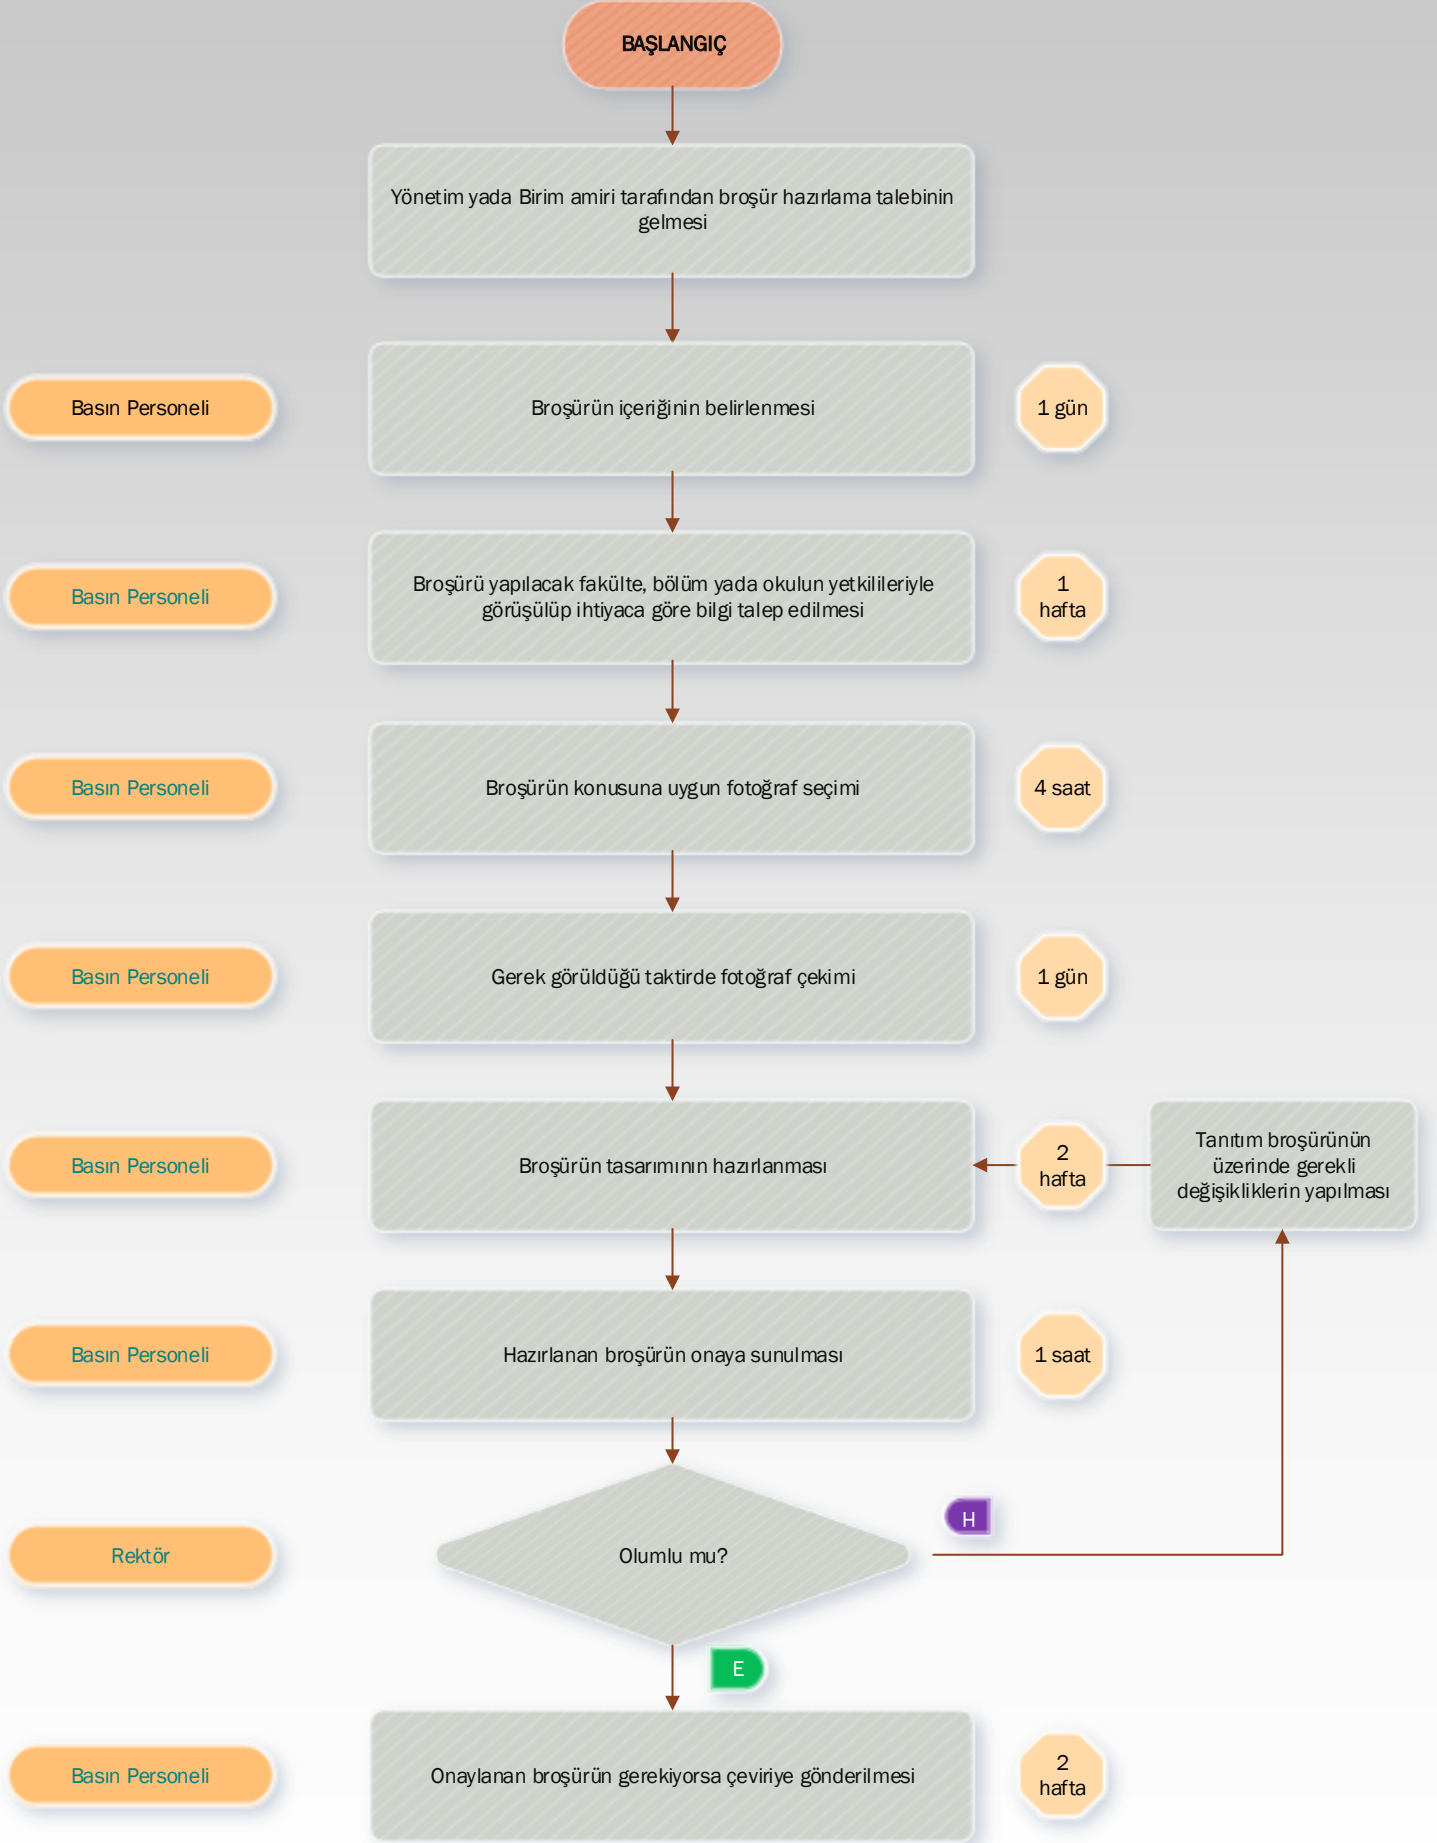 BAŞLANGIÇ
Yönetim yada Birim amiri tarafından broşür hazırlama talebinin
gelmesi
Basın Personeli
Broşürün içeriğinin belirlenmesi
1 gün
Basın Personeli
Broşürü yapılacak fakülte, bölüm yada okulun yetkilileriyle
görüşülüp ihtiyaca göre bilgi talep edilmesi
1
hafta
Basın Personeli
Broşürün konusuna uygun fotoğraf seçimi
4 saat
Basın Personeli
Gerek görüldüğü taktirde fotoğraf çekimi
1 gün
Basın Personeli
Broşürün tasarımının hazırlanması
2
hafta
Tanıtım broşürünün
üzerinde gerekli
değişikliklerin yapılması
Basın Personeli
Hazırlanan broşürün onaya sunulması
1 saat
Rektör
Olumlu mu?
H
E
Basın Personeli
Onaylanan broşürün gerekiyorsa çeviriye gönderilmesi
2
hafta